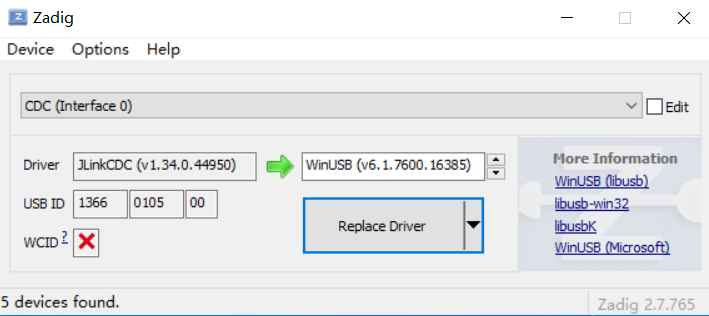 Zadig
Device Options Help
CDC (Interface 0)
Edit
Driver JLinkCDC (v1.34.0.44950) WinUSB (v6.1.7600.16385)
USB ID 1366 0105 00
WCID ?
Replace Driver
More Information
WinUSB (libusb)
libusb-win32
libusbK
WinUSB (Microsoft)
5 devices found.
Zadig 2.7.765